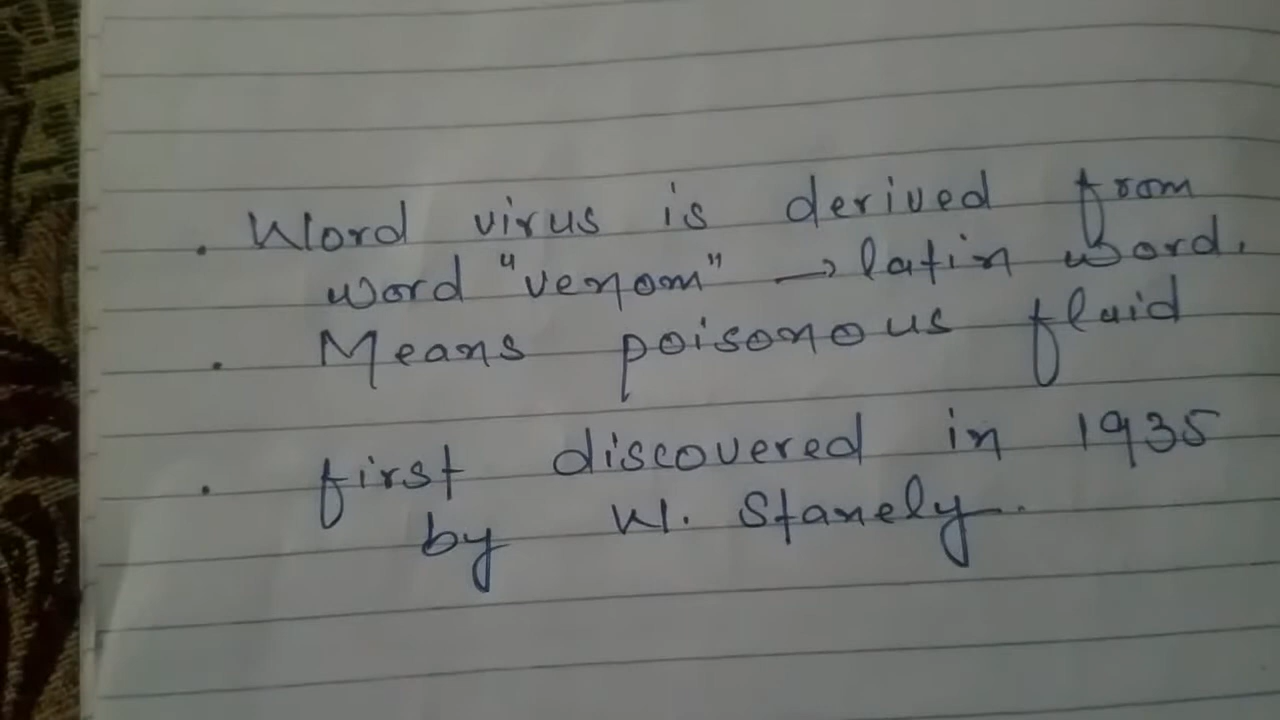 . Word virus is derived from
word "venom" → latin word.
. Means poisonous fluid
. first discovered in 1935
by W. Stanely.